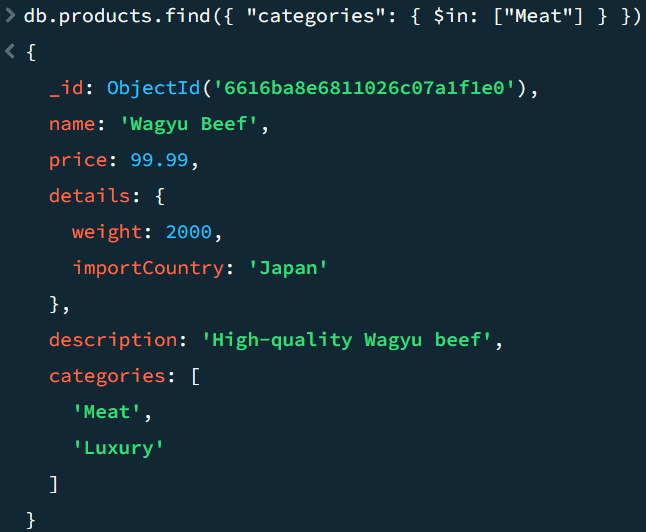 > db.products.find({ "categories": { $in: ["Meat"] } })
< {
_id: ObjectId('6616ba8e6811026c07a1f1e0'),
name: 'Wagyu Beef',
price: 99.99,
details: {
weight: 2000,
importCountry: 'Japan'
},
description: 'High-quality Wagyu beef',
categories: [
'Meat',
'Luxury'
]
}